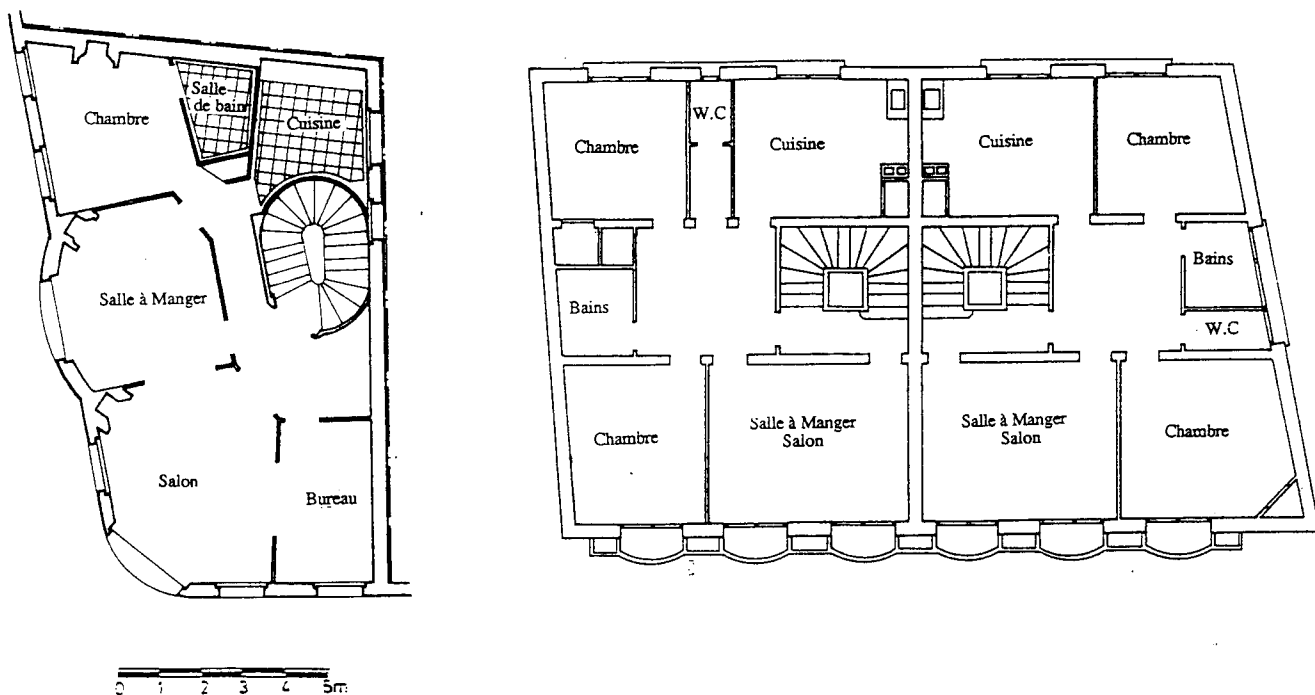 Chambre
Salle
de bain
Cuisine
Salle à Manger
Salon
Bureau
0 1 2 3 4 5m
Chambre
W.C
Cuisine
Cuisine
Chambre
Bains
Bains
W.C
Chambre
Salle à Manger
Salon
Salle à Manger
Salon
Chambre